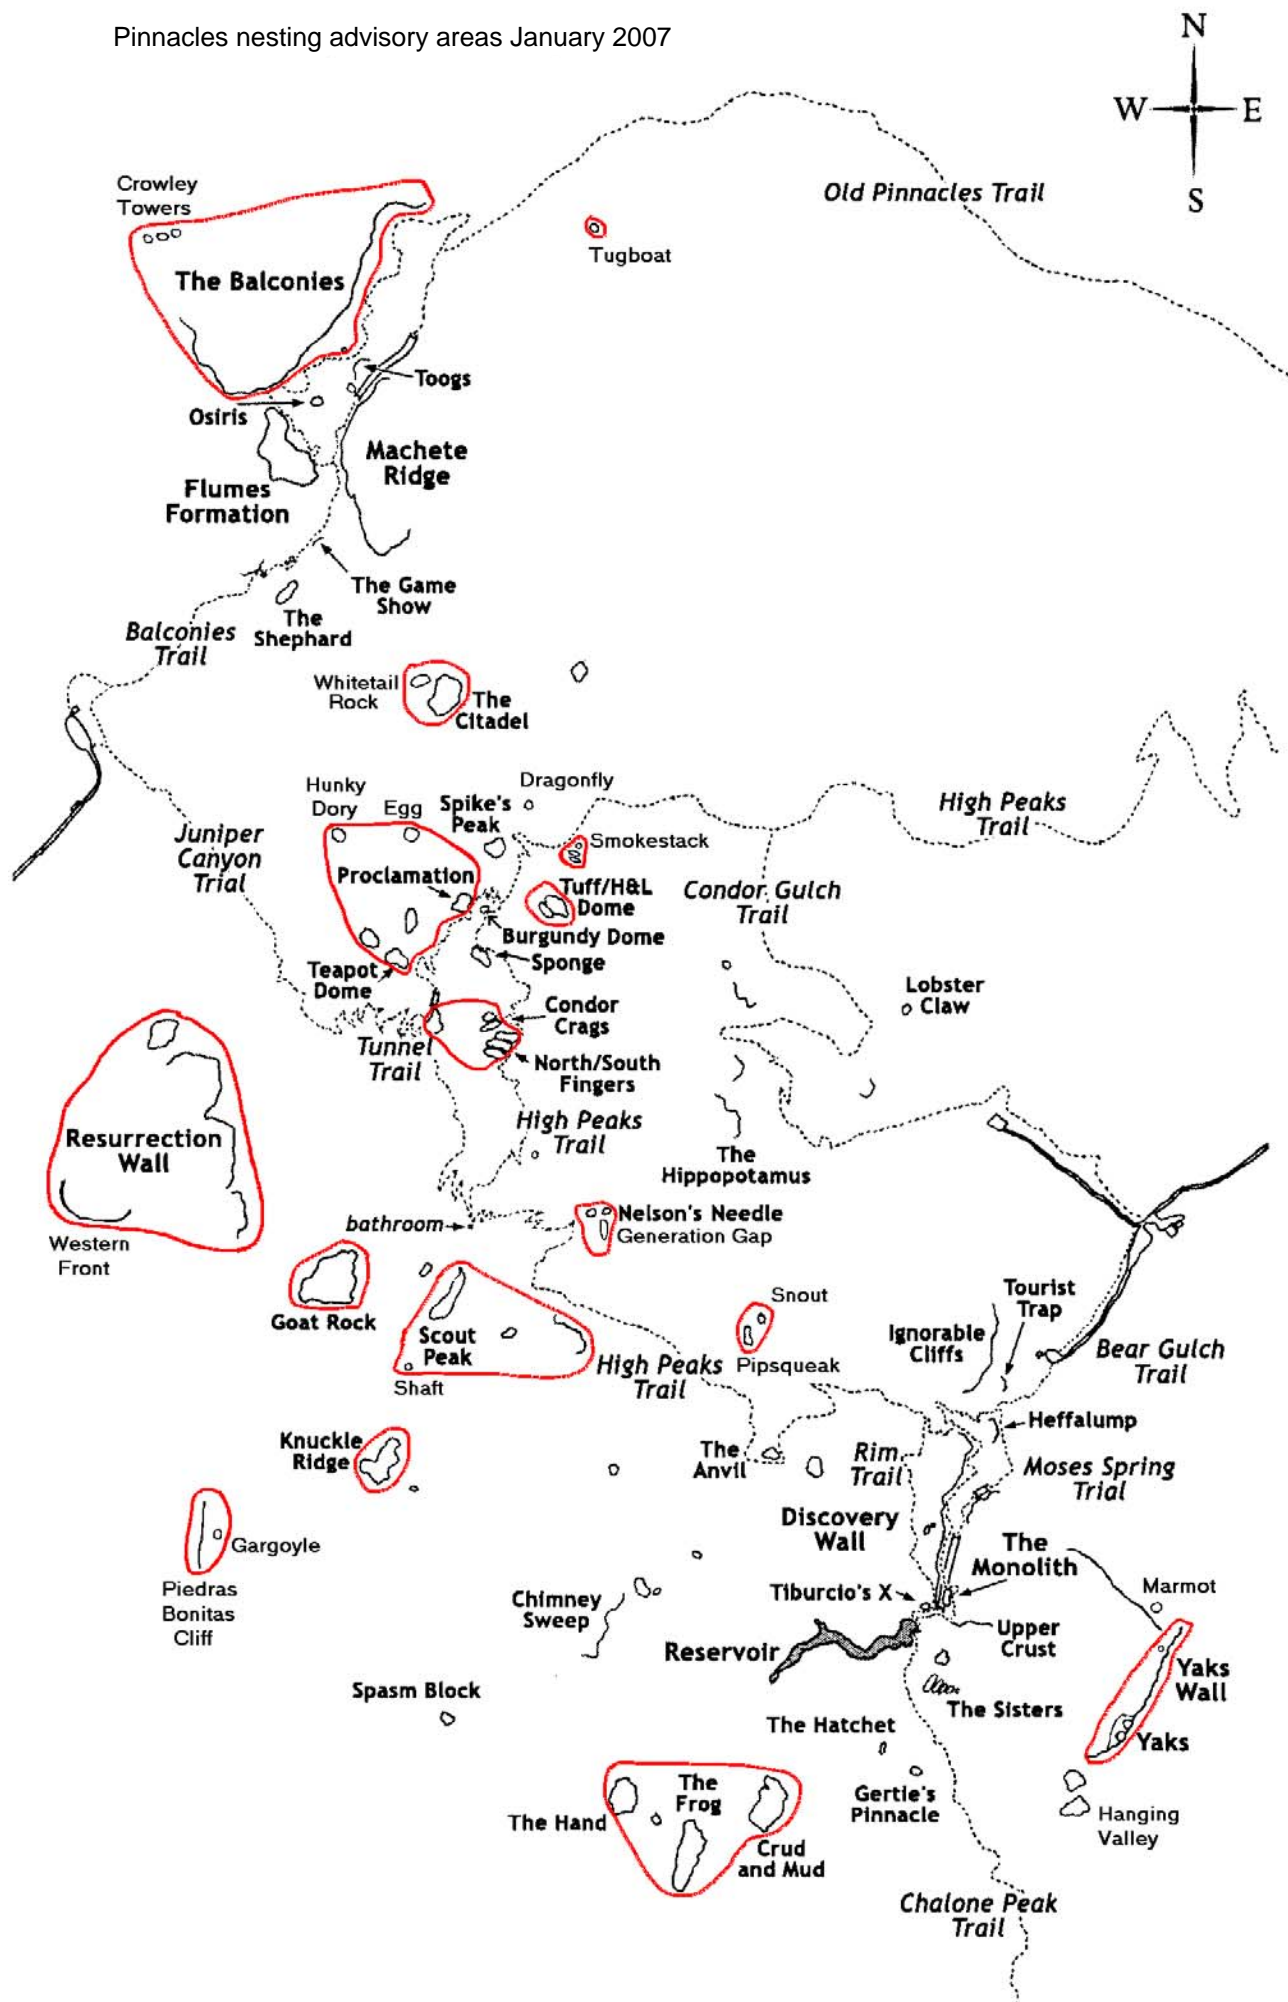 Pinnacles nesting advisory areas January 2007
N
W
E
S
Old Pinnacles Trail
Crowley
Towers
The Balconies
Tugboat
Toogs
Osiris
Machete
Ridge
Flumes
Formation
The Game
Show
The
Shephard
Balconies
Trail
Whitetail
Rock
The
Citadel
Hunky
Dory
Egg
Spike's
Peak
Dragonfly
High Peaks
Trail
Juniper
Canyon
Trial
Smokestack
Proclamation
Tuff/H&L
Dome
Condor Gulch
Trail
Burgundy Dome
Sponge
Teapot
Dome
Lobster
Claw
Condor
Crags
Tunnel
Trail
North/South
Fingers
High Peaks
Trail
Resurrection
Wall
The
Hippopotamus
bathroom
Nelson's Needle
Generation Gap
Western
Front
Goat Rock
Scout
Peak
Shaft
High Peaks
Trail
Snout
Pipsqueak
Tourist
Trap
Ignorable
Cliffs
Bear Gulch
Trail
Heffalump
Knuckle
Ridge
The
Anvil
Rim
Trail
Moses Spring
Trial
Gargoyle
Piedras
Bonitas
Cliff
Discovery
Wall
The
Monolith
Chimney
Sweep
Tiburcio's X
Marmot
Reservoir
Upper
Crust
Yaks
Wall
Spasm Block
The Sisters
The Hatchet
Yaks
The Hand
The
Frog
Crud
and Mud
Gertie's
Pinnacle
Hanging
Valley
Chalone Peak
Trail